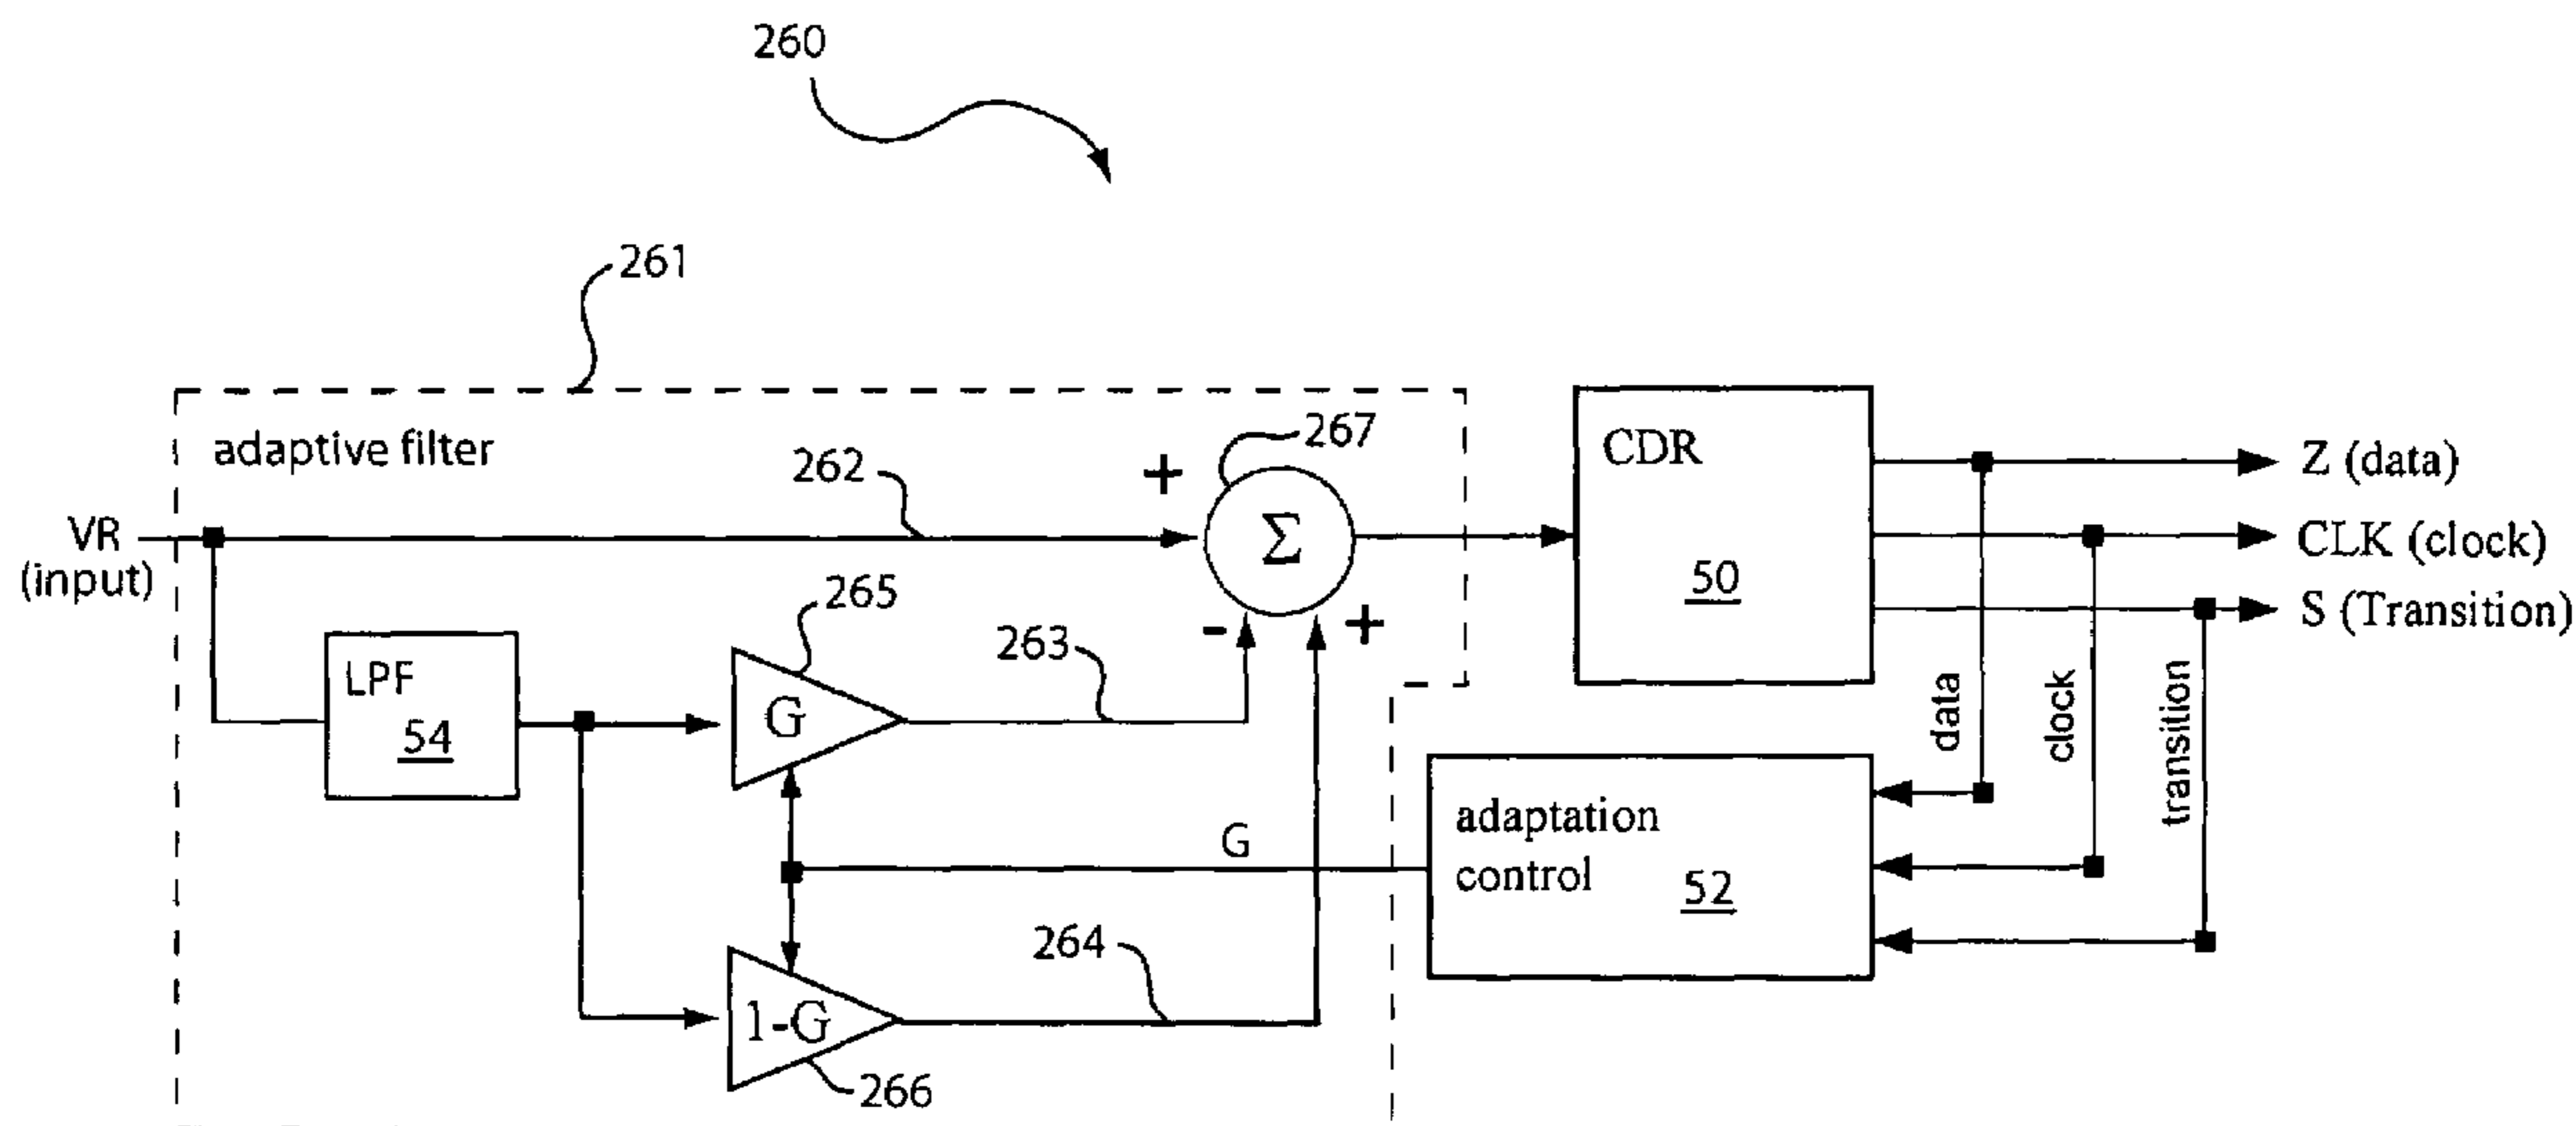 260
261
adaptive filter
262
+
267
Σ
VR
(input)
CDR
50
Z (data)
CLK (clock)
S (Transition)
LPF
54
265
G
263
-
+
data
clock
transition
G
adaptation
control
52
264
1-G
266